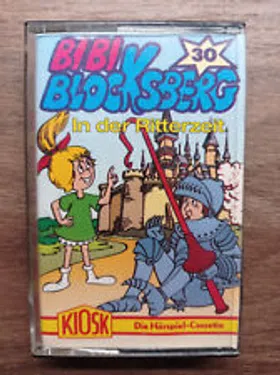 BIBI
BLOCKSBERG
30
In der Ritterzeit
KIOSK
Die Hörspiel-Cassette